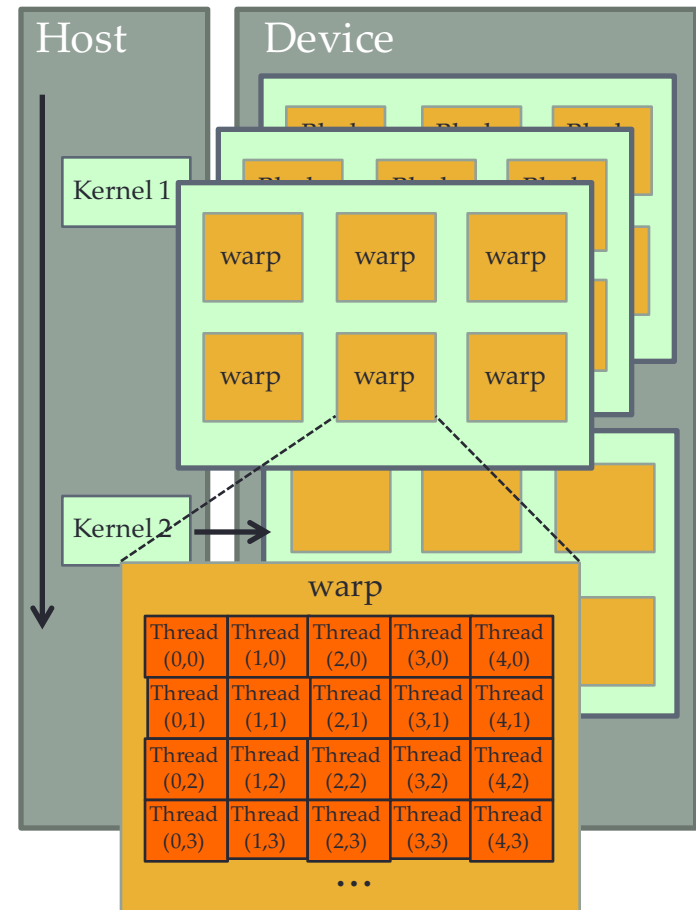 Host
Device
Kernel 1
warp
warp
warp
warp
warp
warp
Kernel 2
warp
Thread
(0,0)
Thread
(1,0)
Thread
(2,0)
Thread
(3,0)
Thread
(4,0)
Thread
(0,1)
Thread
(1,1)
Thread
(2,1)
Thread
(3,1)
Thread
(4,1)
Thread
(0,2)
Thread
(1,2)
Thread
(2,2)
Thread
(3,2)
Thread
(4,2)
Thread
(0,3)
Thread
(1,3)
Thread
(2,3)
Thread
(3,3)
Thread
(4,3)
...